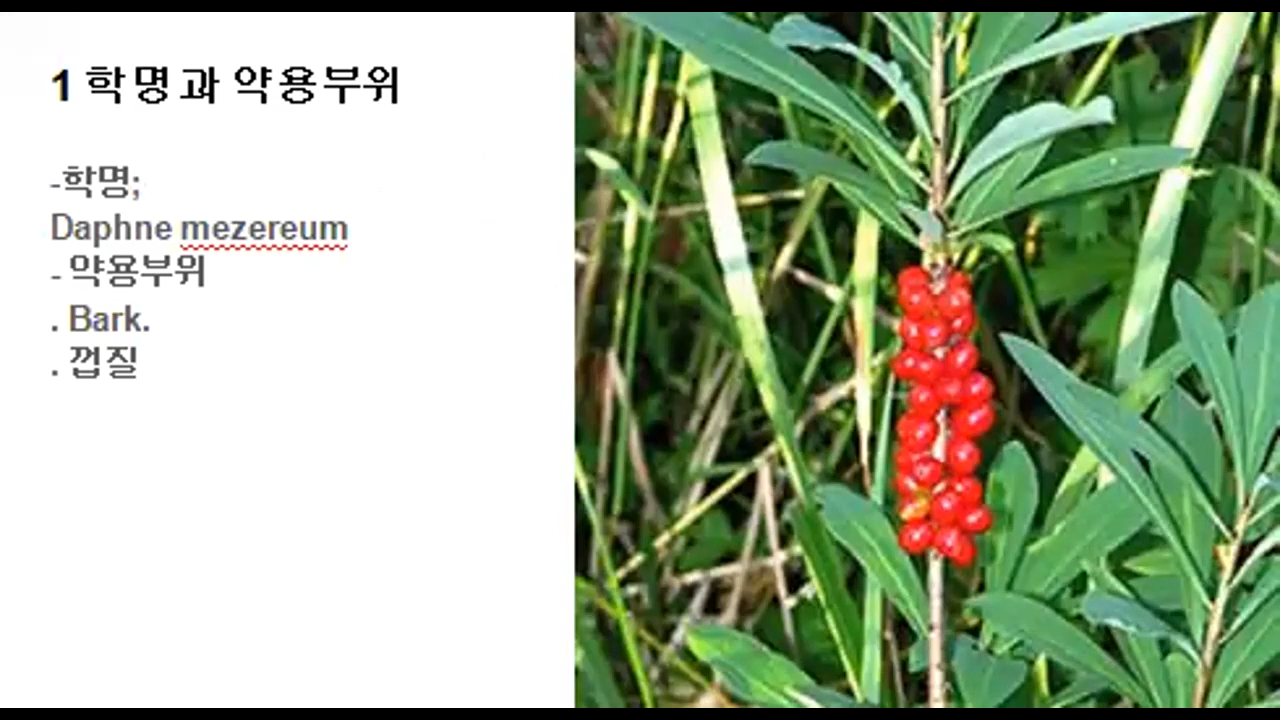 1 학명과 약용부위
-학명;
Daphne mezereum
- 약용부위
. Bark.
. 껍질